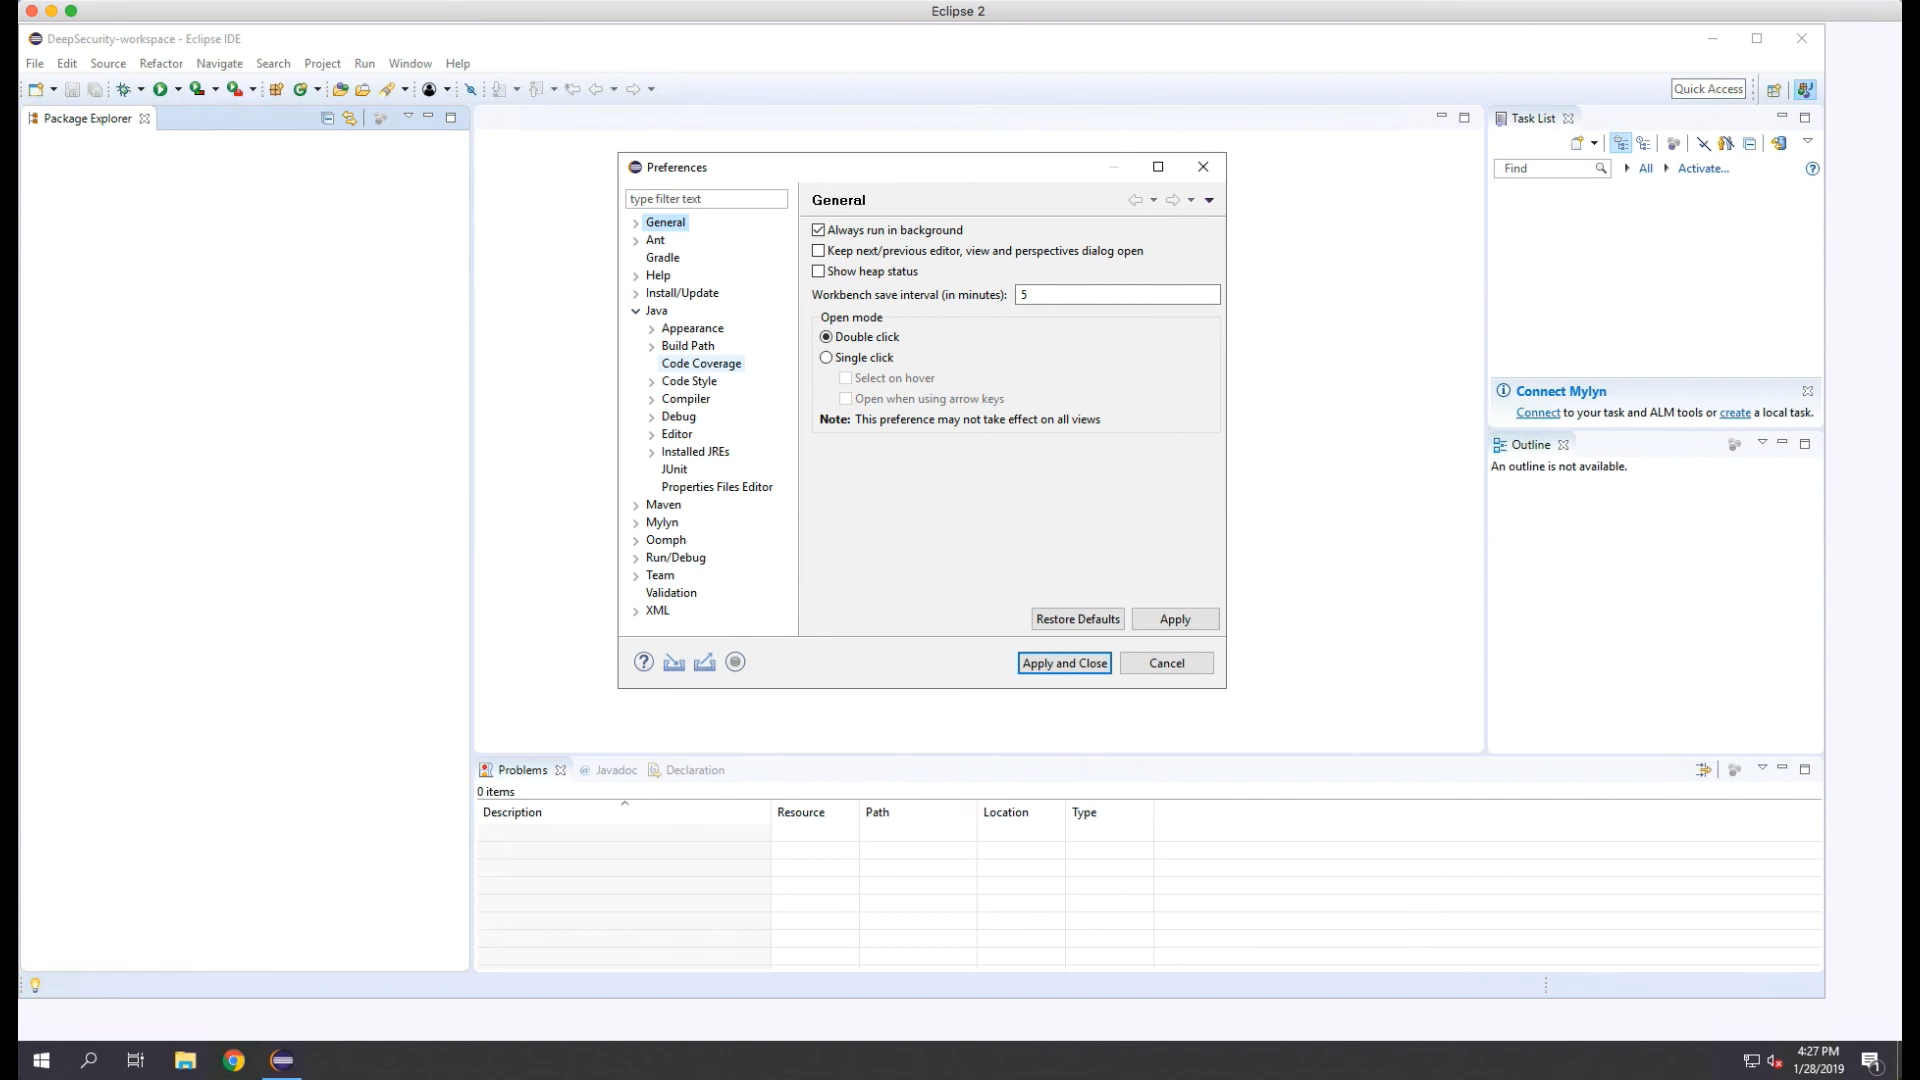 Eclipse 2
DeepSecurity-workspace - Eclipse IDE
File Edit Source Refactor Navigate Search Project Run Window Help
Quick Access
Package Explorer
Task List
Find
All
Activate...
Preferences
type filter text
General
Ant
Gradle
Help
Install/Update
Java
Appearance
Build Path
Code Coverage
Code Style
Compiler
Debug
Editor
Installed JREs
JUnit
Properties Files Editor
Maven
Mylyn
Oomph
Run/Debug
Team
Validation
XML
General
Always run in background
Keep next/previous editor, view and perspectives dialog open
Show heap status
Workbench save interval (in minutes): 5
Open mode
Double click
Single click
Select on hover
Open when using arrow keys
Note: This preference may not take effect on all views
Restore Defaults Apply
? Apply and Close Cancel
Connect Mylyn
Connect to your task and ALM tools or create a local task.
Outline
An outline is not available.
Problems @ Javadoc Declaration
0 items
Description Resource Path Location Type
4:27 PM
1/28/2019
1